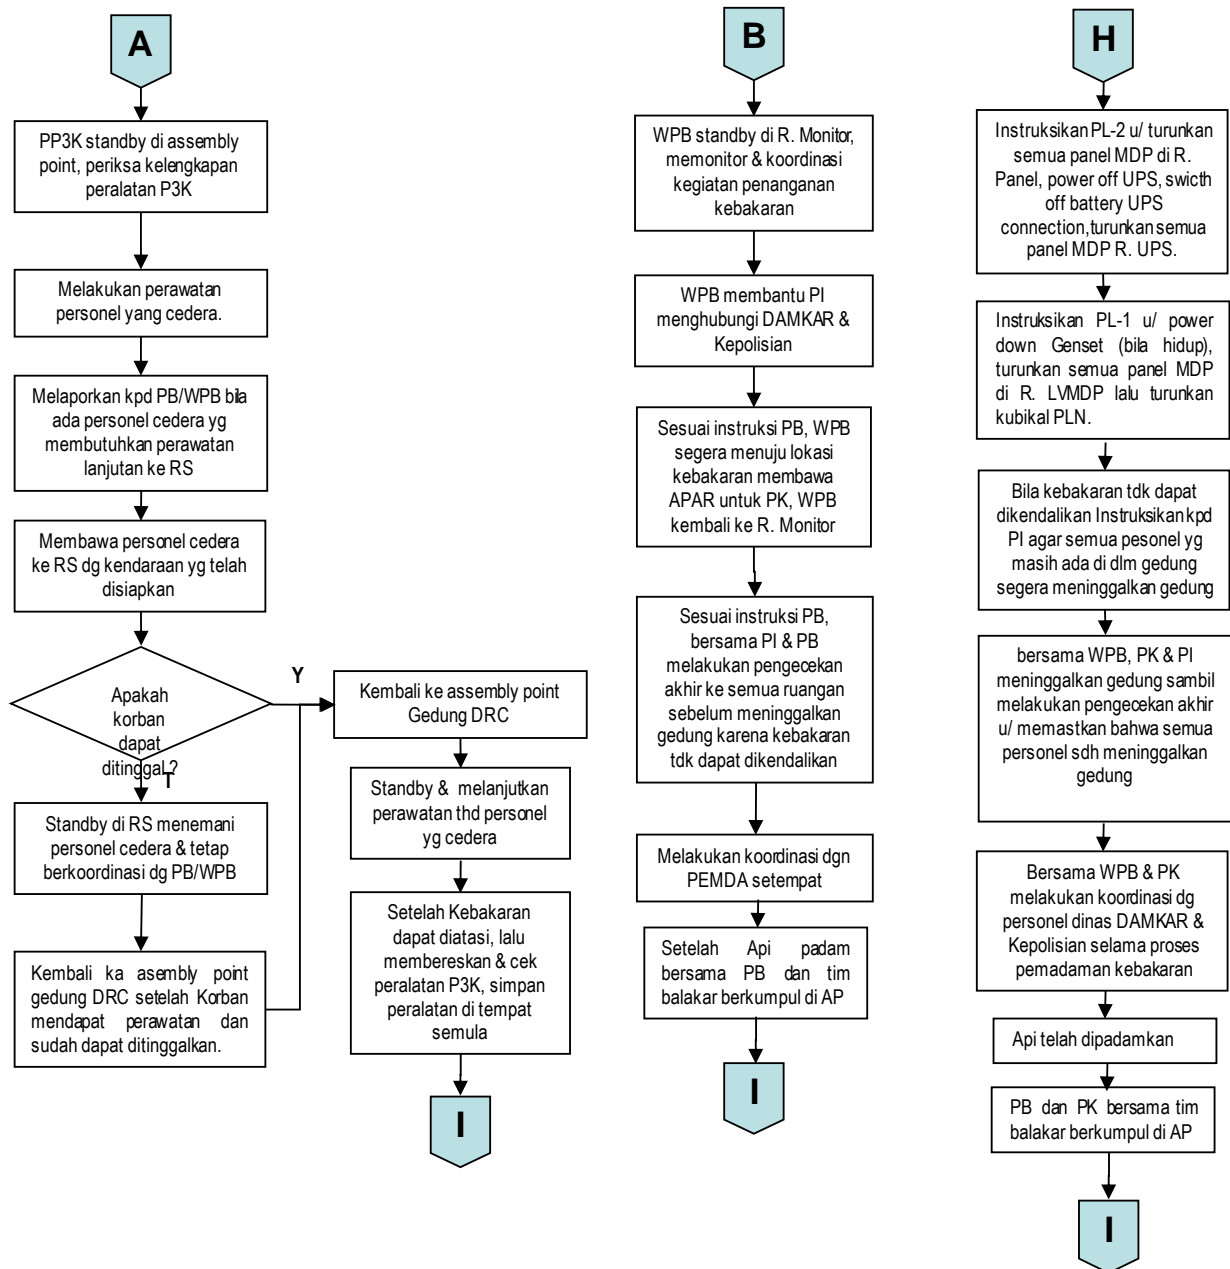 A
PP3K standby di assembly
point, periksa kelengkapan
peralatan P3K
Melakukan perawatan
personel yang cedera.
Melaporkan kpd PB/WPB bila
ada personel cedera yg
membutuhkan perawatan
lanjutan ke RS
Membawa personel cedera
ke RS dg kendaraan yg telah
disiapkan
Apakah
korban
dapat
ditinggal ?
Y
T
Standby di RS menemani
personel cedera & tetap
berkoordinasi dg PB/WPB
Kembali ka asembly point
gedung DRC setelah Korban
mendapat perawatan dan
sudah dapat ditinggalkan.
Kembali ke assembly point
Gedung DRC
Standby & melanjutkan
perawatan thd personel
yg cedera
Setelah Kebakaran
dapat diatasi, lalu
membereskan & cek
peralatan P3K, simpan
peralatan di tempat
semula
I
B
WPB standby di R. Monitor,
memonitor & koordinasi
kegiatan penanganan
kebakaran
WPB membantu PI
menghubungi DAMKAR &
Kepolisian
Sesuai instruksi PB, WPB
segera menuju lokasi
kebakaran membawa
APAR untuk PK, WPB
kembali ke R. Monitor
Sesuai instruksi PB,
bersama PI & PB
melakukan pengecekan
akhir ke semua ruangan
sebelum meninggalkan
gedung karena kebakaran
tdk dapat dikendalikan
Melakukan koordinasi dgn
PEMDA setempat
Setelah Api padam
bersama PB dan tim
balakar berkumpul di AP
I
H
Instruksikan PL-2 u/ turunkan
semua panel MDP di R.
Panel, power off UPS, swicth
off battery UPS
connection,turunkan semua
panel MDP R. UPS.
Instruksikan PL-1 u/ power
down Genset (bila hidup),
turunkan semua panel MDP
di R. LVMDP lalu turunkan
kubikal PLN.
Bila kebakaran tdk dapat
dikendalikan Instruksikan kpd
PI agar semua pesonel yg
masih ada di dlm gedung
segera meninggalkan gedung
bersama WPB, PK & PI
meninggalkan gedung sambil
melakukan pengecekan akhir
u/ memastkan bahwa semua
personel sdh meninggalkan
gedung
Bersama WPB & PK
melakukan koordinasi dg
personel dinas DAMKAR &
Kepolisian selama proses
pemadaman kebakaran
Api telah dipadamkan
PB dan PK bersama tim
balakar berkumpul di AP
I